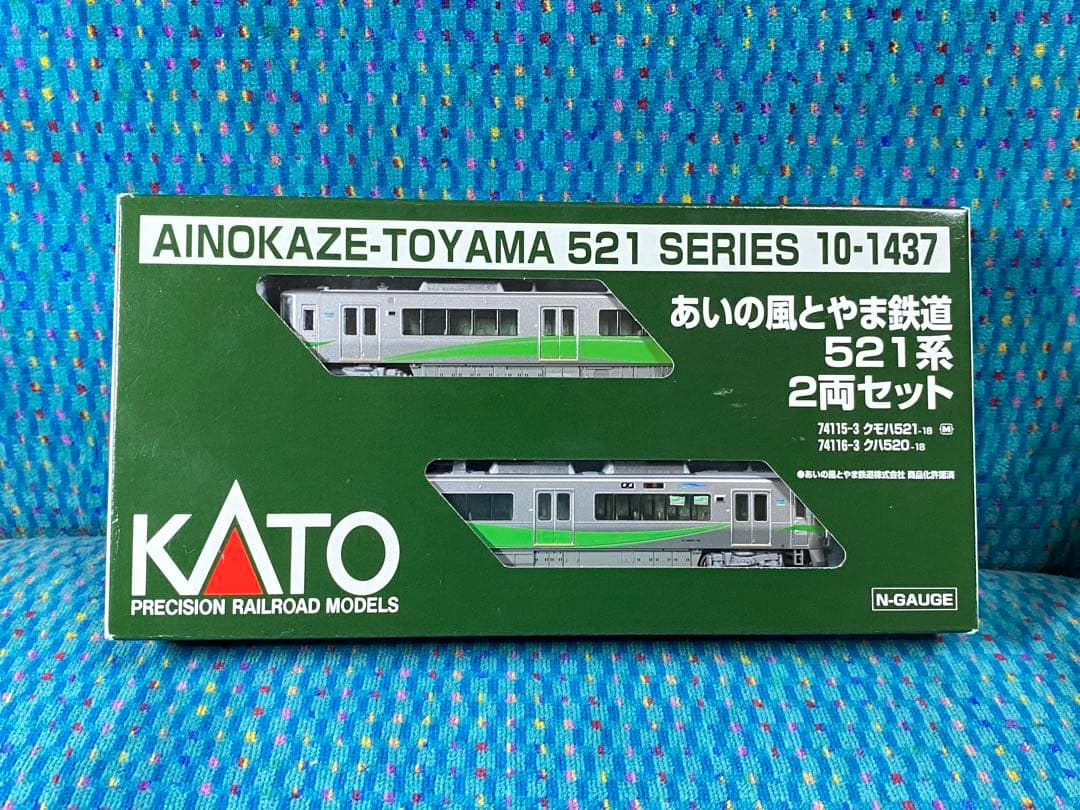 AINOKAZE-TOYAMA 521 SERIES 10-1437
あいの風とやま鉄道
521系
2両セット
74115-3 クモハ521-18 M
74116-3 クハ520-18
●あいの風とやま鉄道株式会社 商品化許諾済
KATO
PRECISION RAILROAD MODELS
N-GAUGE